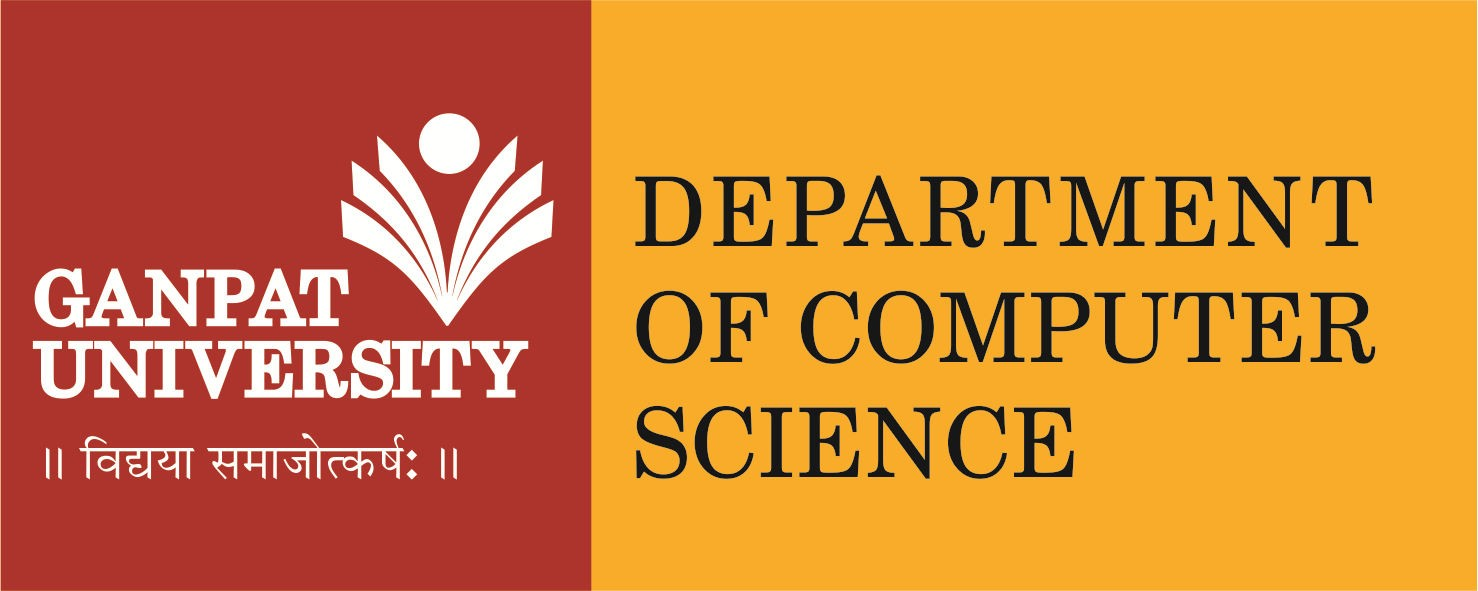 GANPAT
UNIVERSITY
॥ विद्यया समाजोत्कर्षः ॥
DEPARTMENT
OF COMPUTER
SCIENCE